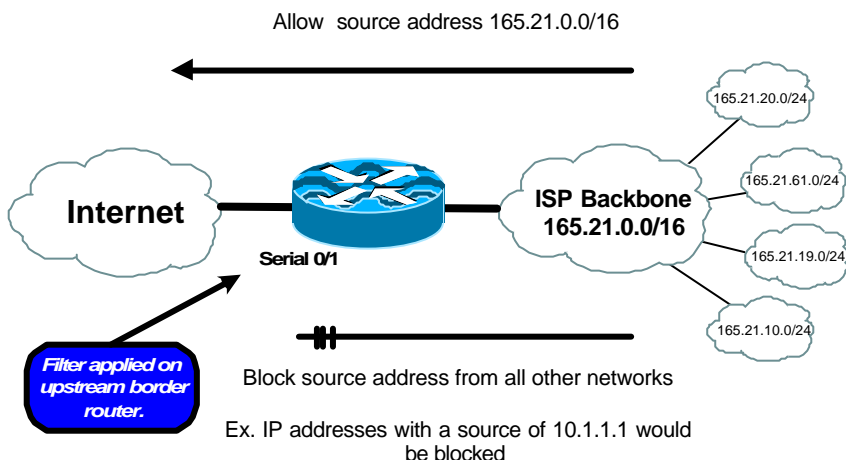 Allow source address 165.21.0.0/16
165.21.20.0/24
165.21.61.0/24
ISP Backbone
165.21.0.0/16
Internet
165.21.19.0/24
Serial 0/1
165.21.10.0/24
Filter applied on
upstream border
router.
Block source address from all other networks
Ex. IP addresses with a source of 10.1.1.1 would
be blocked